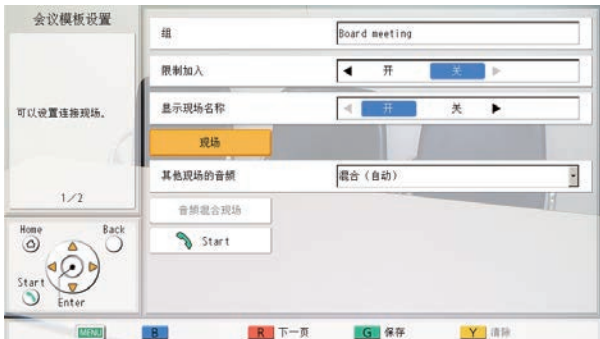 会议模板设置
可以设置连接现场。
1/2
Home
Back
Start
Enter
组
Board meeting
限制加入
开
关
显示现场名称
开
关
现场
其他现场的音频
混合（自动）
音频混合现场
Start
MENU
B
R 下一页
G 保存
Y 清除